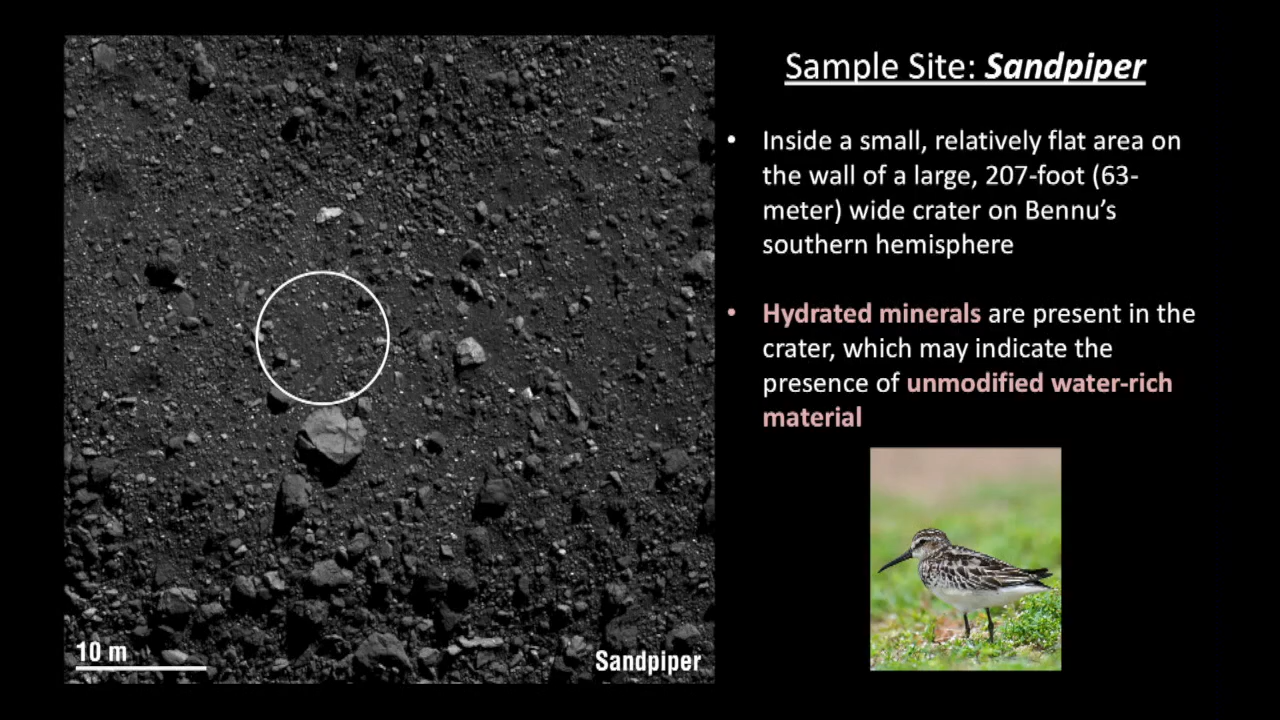 Sample Site: Sandpiper
• Inside a small, relatively flat area on
the wall of a large, 207-foot (63-
meter) wide crater on Bennu’s
southern hemisphere
• Hydrated minerals are present in the
crater, which may indicate the
presence of unmodified water-rich
material
10 m
Sandpiper